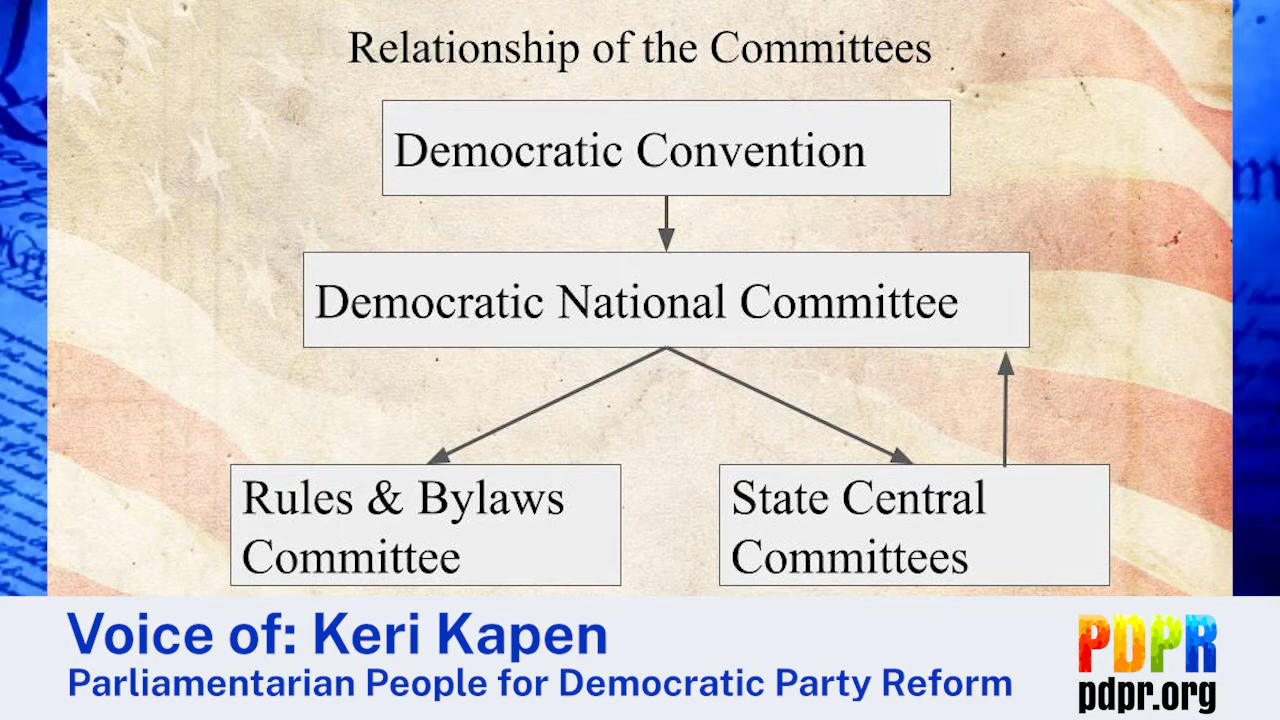 Relationship of the Committees
Democratic Convention
Democratic National Committee
Rules & Bylaws
Committee
State Central
Committees
Voice of: Keri Kapen
Parliamentarian People for Democratic Party Reform
PDPR
pdpr.org